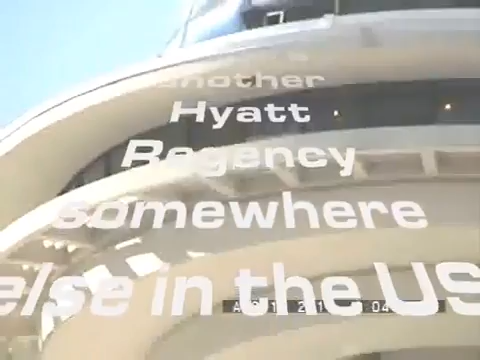 another
Hyatt
Regency
somewhere
else in the US